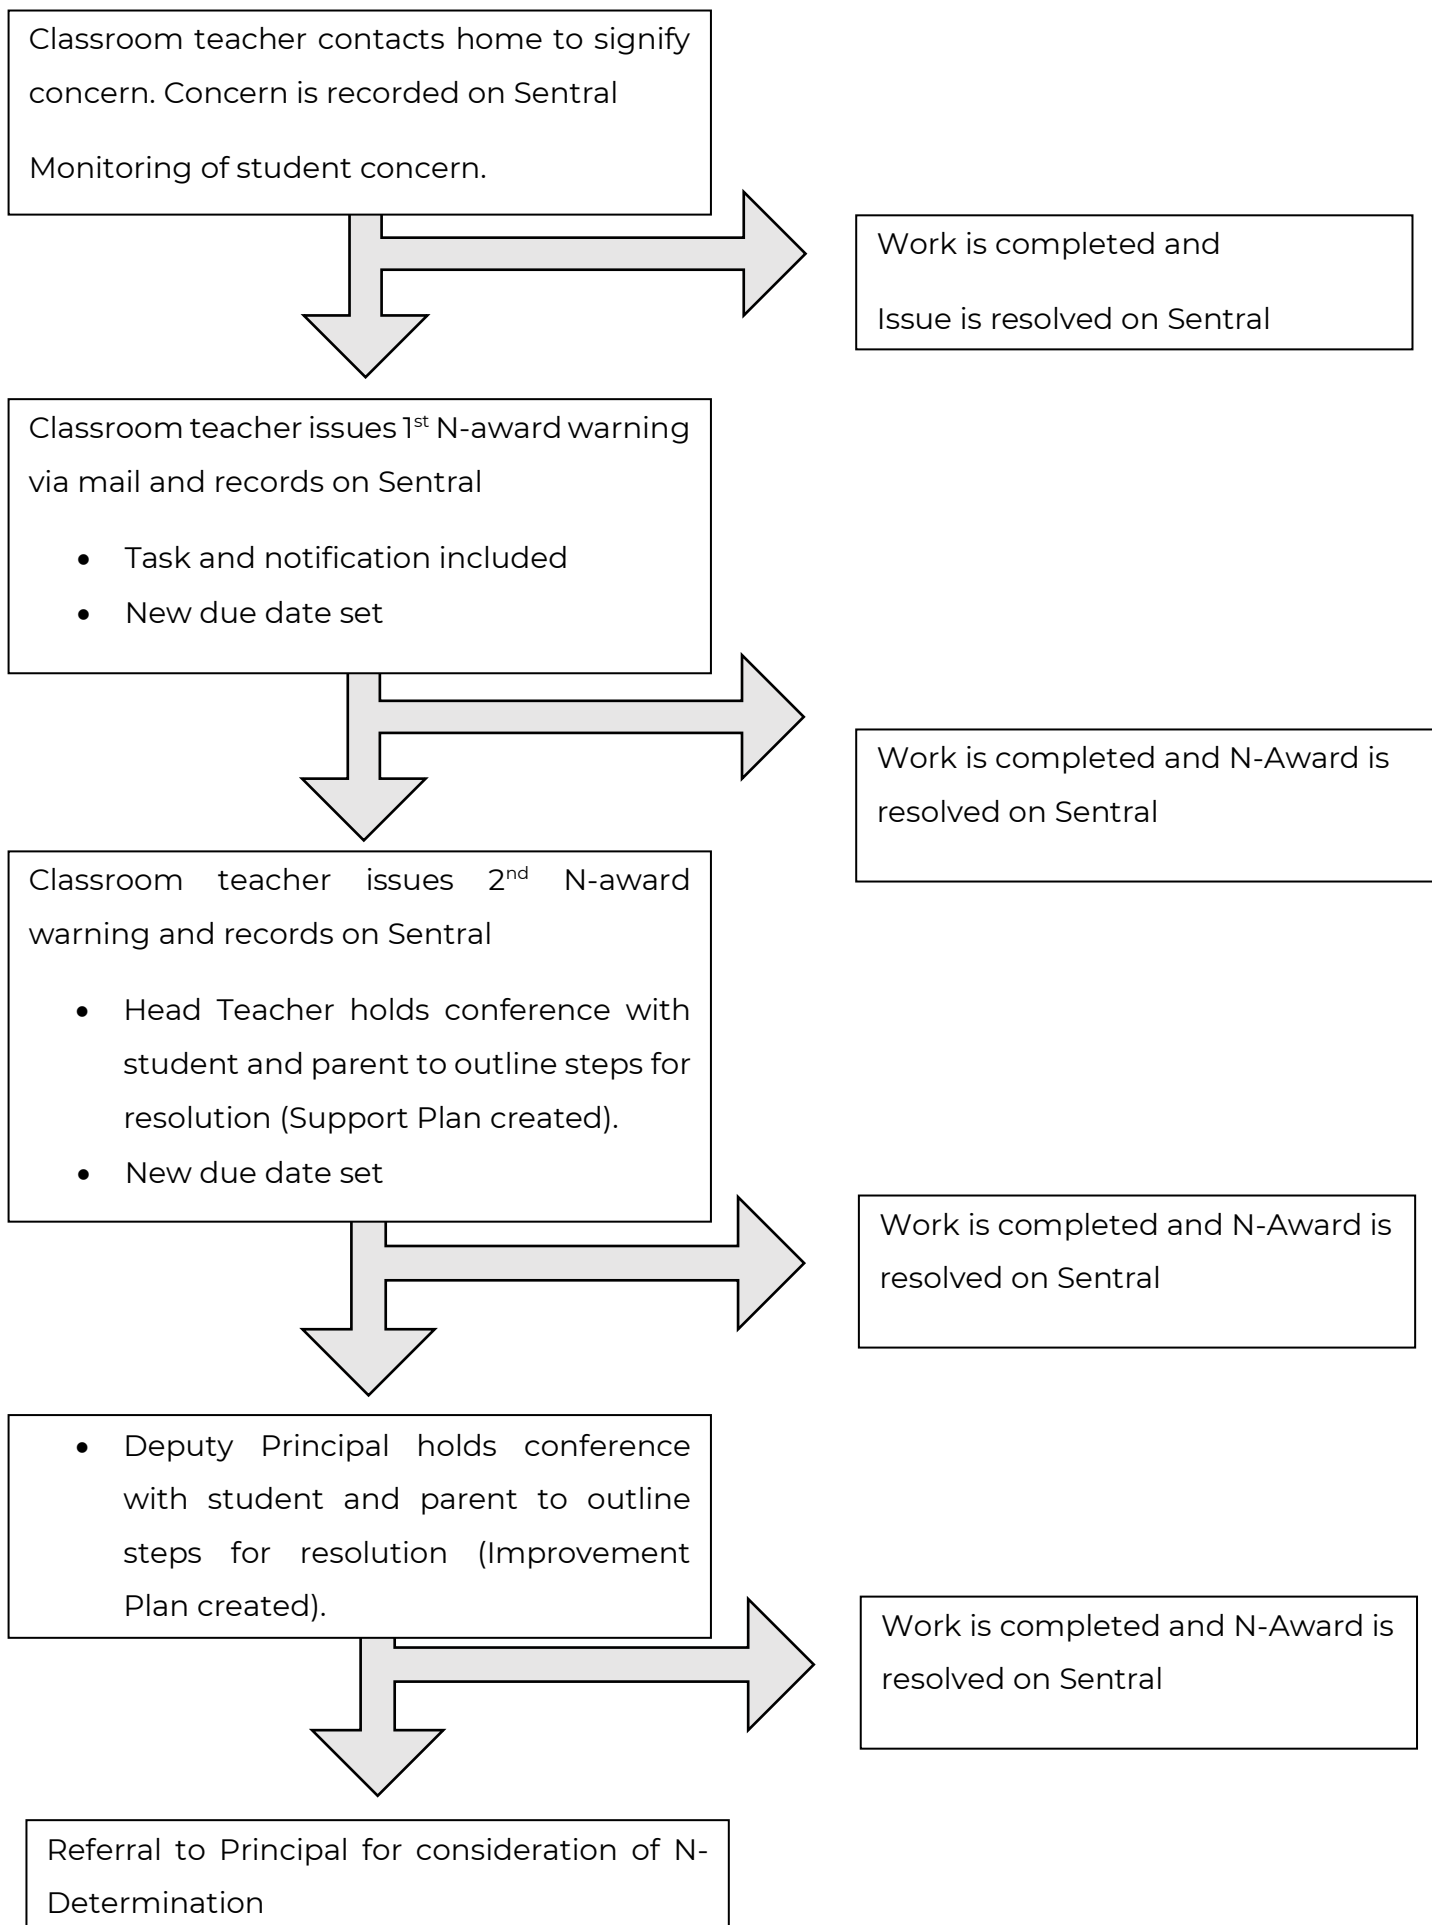 Classroom teacher contacts home to signify
concern. Concern is recorded on Sentral
Monitoring of student concern.
Work is completed and
Issue is resolved on Sentral
Classroom teacher issues 1st N-award warning
via mail and records on Sentral
• Task and notification included
• New due date set
Work is completed and N-Award is
resolved on Sentral
Classroom teacher issues 2nd N-award
warning and records on Sentral
• Head Teacher holds conference with
student and parent to outline steps for
resolution (Support Plan created).
• New due date set
Work is completed and N-Award is
resolved on Sentral
• Deputy Principal holds conference
with student and parent to outline
steps for resolution (Improvement
Plan created).
Work is completed and N-Award is
resolved on Sentral
Referral to Principal for consideration of N-
Determination